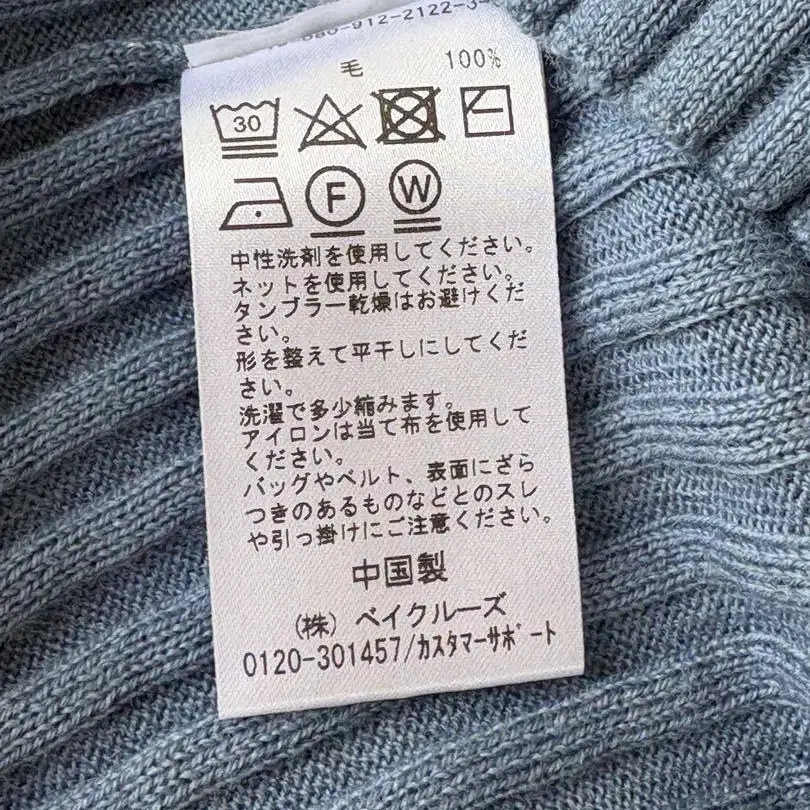 毛 100%
30
F W
中性洗剤を使用してください。
ネットを使用してください。
タンブラー乾燥はお避けくだ
さい。
形を整えて平干しにしてくだ
さい。
洗濯で多少縮みます。
アイロンは当て布を使用して
ください。
バッグやベルト、表面にざら
つきのあるものなどとのスレ
や引っ掛けにご注意ください。
中国製
(株) ベイクルーズ
0120-301457/カスタマーサポート